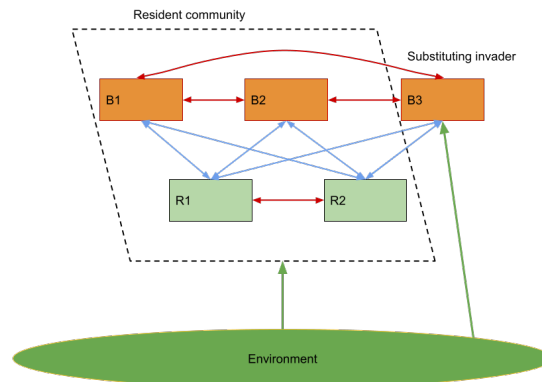 Resident community
Substituting invader
B1
B2
B3
R1
R2
Environment